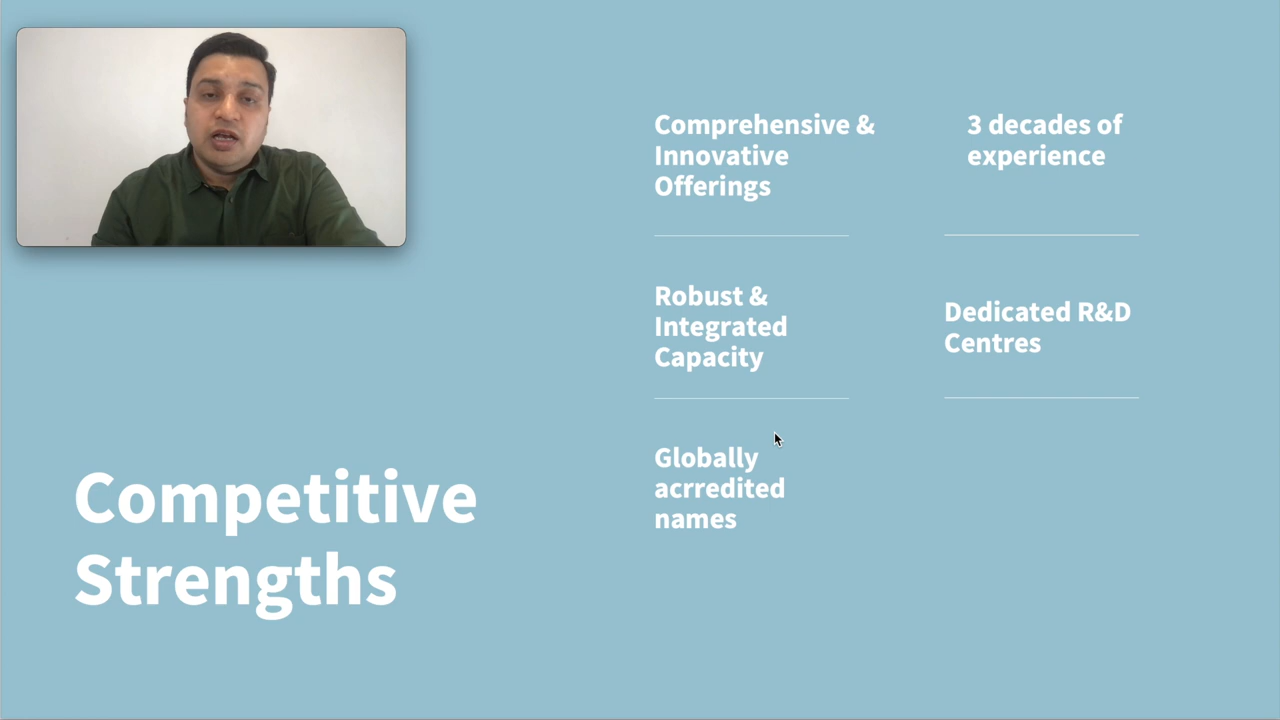 Comprehensive &
Innovative
Offerings
3 decades of
experience
Robust &
Integrated
Capacity
Dedicated R&D
Centres
Globally
acrredited
names
Competitive
Strengths